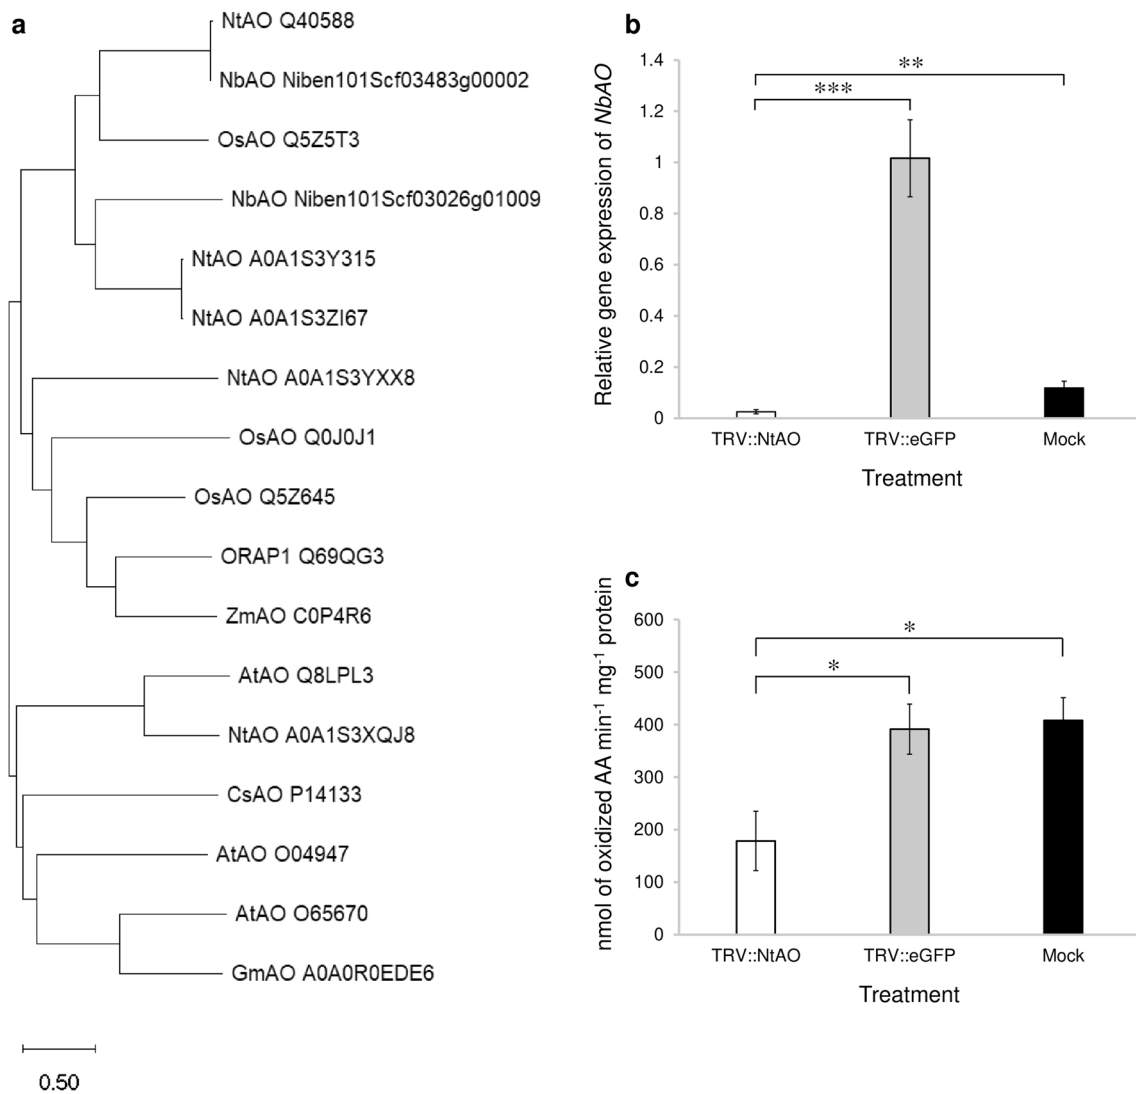 a
NtAO Q40588
NbAO Niben101Scf03483g00002
OsAO Q5Z5T3
NbAO Niben101Scf03026g01009
NtAO A0A1S3Y315
NtAO A0A1S3ZI67
NtAO A0A1S3YXX8
OsAO Q0J0J1
OsAO Q5Z645
ORAP1 Q69QG3
ZmAO C0P4R6
AtAO Q8LPL3
NtAO A0A1S3XQJ8
CsAO P14133
AtAO O04947
AtAO O65670
GmAO A0A0R0EDE6
0.50
b
Relative gene expression of NbAO
1.4
1.2
1
0.8
0.6
0.4
0.2
0
**
***
TRV::NtAO TRV::eGFP Mock
Treatment
c
nmol of oxidized AA min⁻¹ mg⁻¹ protein
600
500
400
300
200
100
0
*
*
TRV::NtAO TRV::eGFP Mock
Treatment